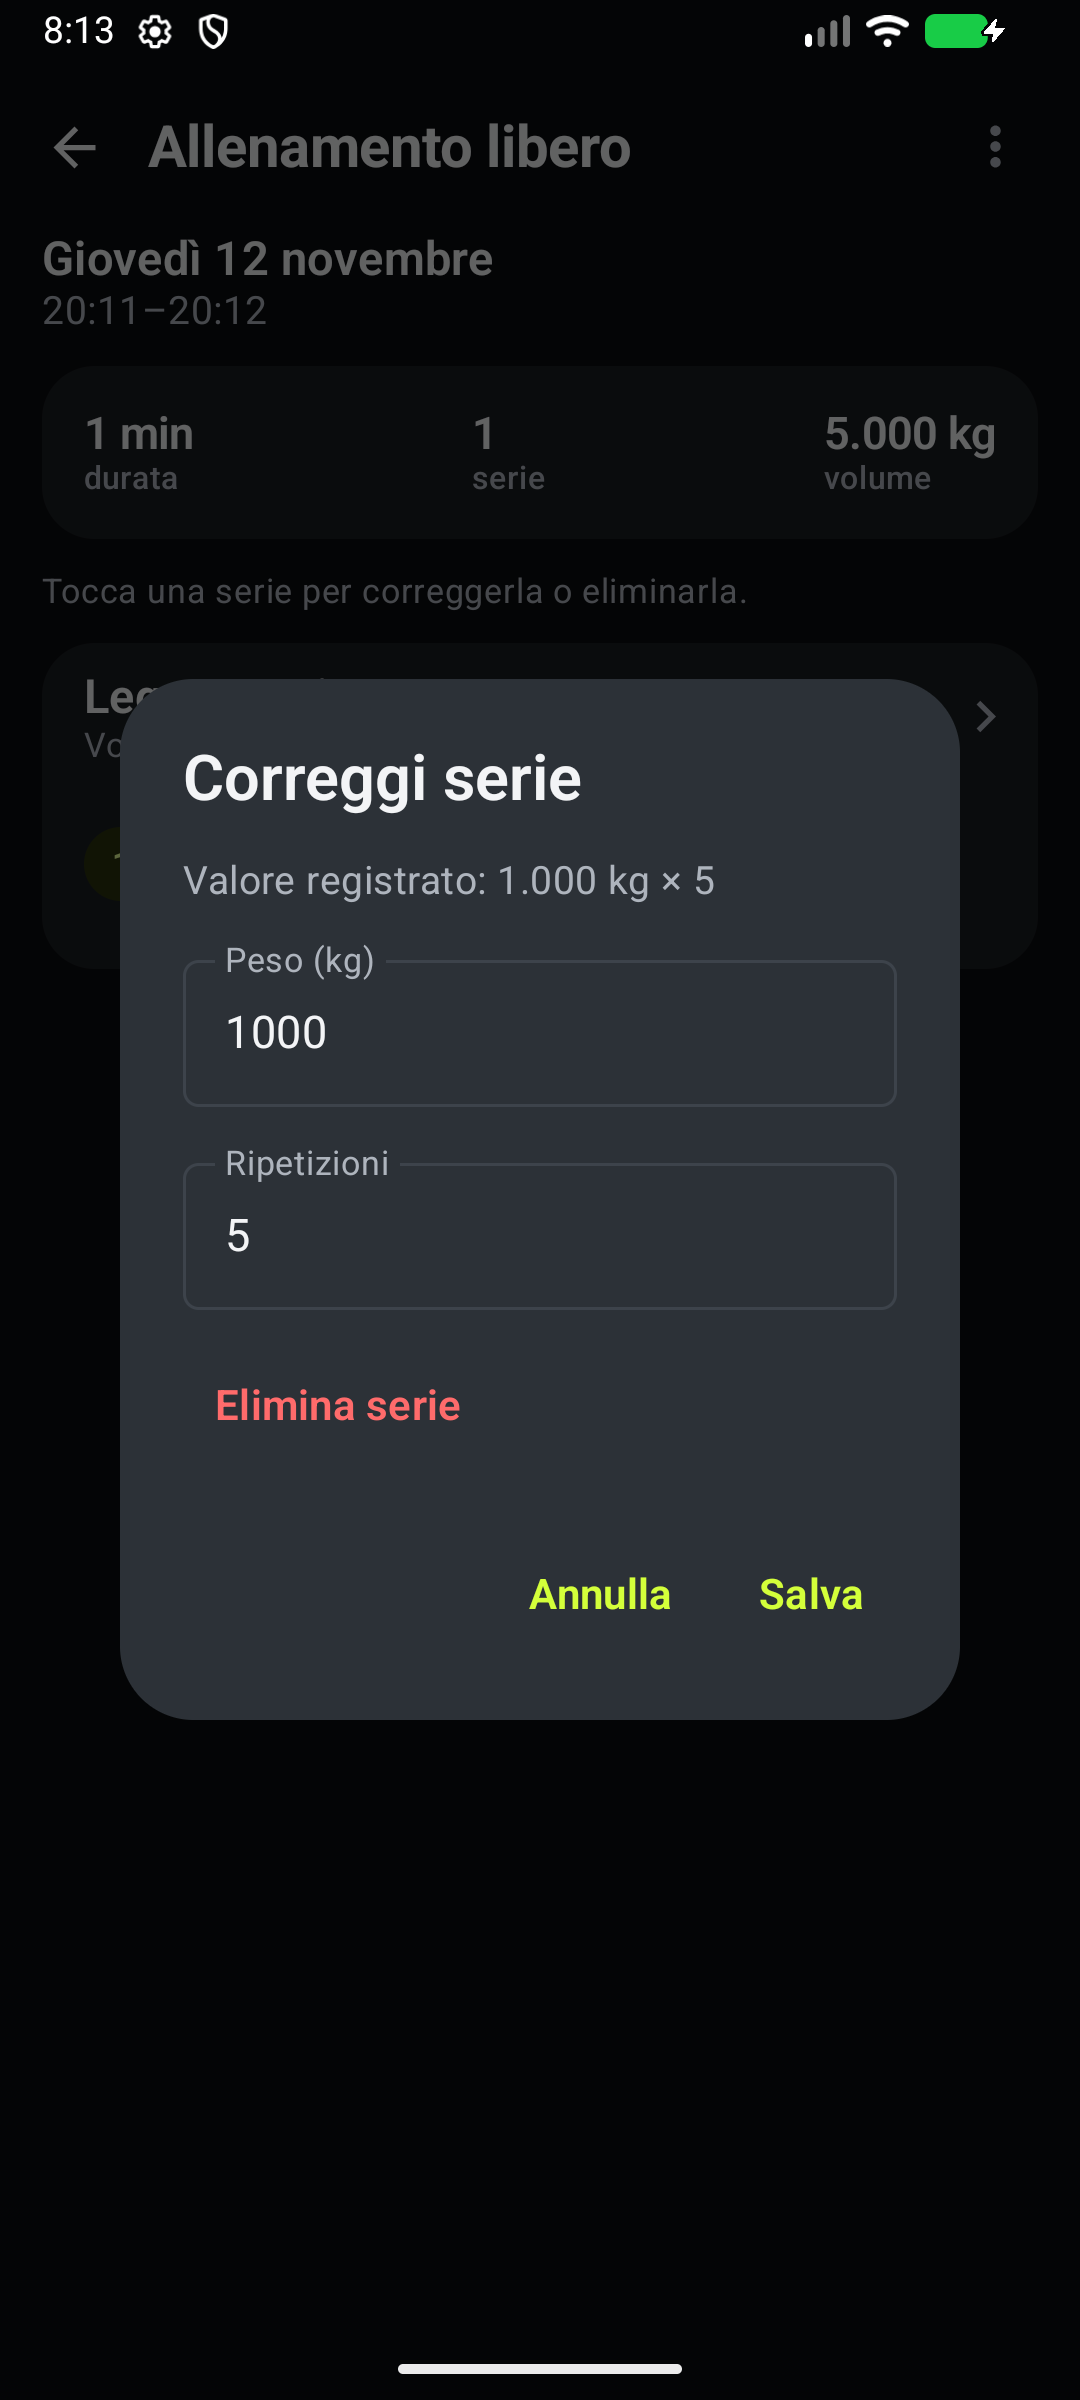 8:13
Allenamento libero
Giovedì 12 novembre
20:11–20:12
1 min
durata
1
serie
5.000 kg
volume
Tocca una serie per correggerla o eliminarla.
Correggi serie
Valore registrato: 1.000 kg × 5
Peso (kg)
1000
Ripetizioni
5
Elimina serie
Annulla Salva